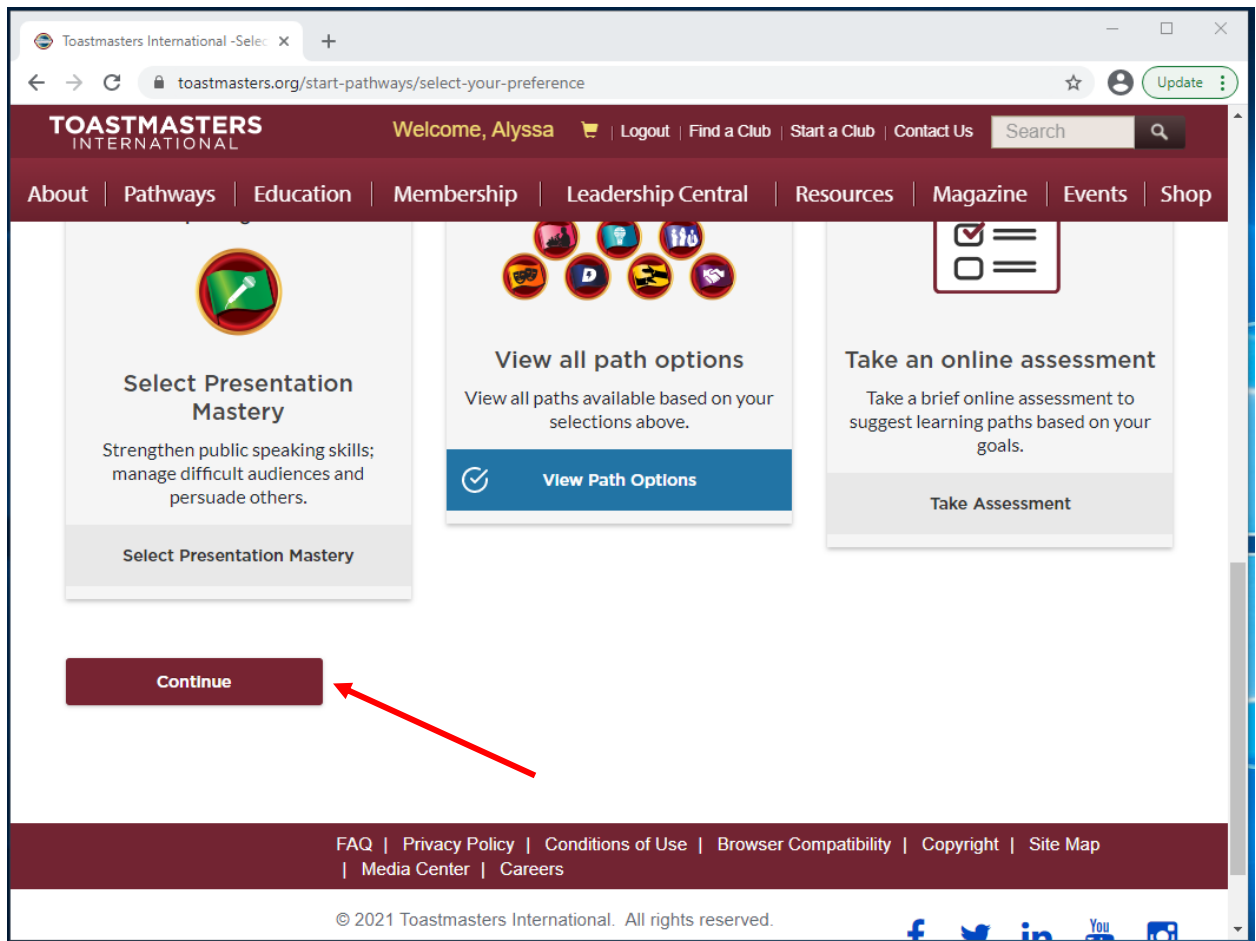 Toastmasters International -Selec
toastmasters.org/start-pathways/select-your-preference
Update
TOASTMASTERS
INTERNATIONAL
Welcome, Alyssa | Logout | Find a Club | Start a Club | Contact Us Search
About | Pathways | Education | Membership | Leadership Central | Resources | Magazine | Events | Shop
Select Presentation
Mastery
Strengthen public speaking skills;
manage difficult audiences and
persuade others.
Select Presentation Mastery
View all path options
View all paths available based on your
selections above.
View Path Options
Take an online assessment
Take a brief online assessment to
suggest learning paths based on your
goals.
Take Assessment
Continue
FAQ | Privacy Policy | Conditions of Use | Browser Compatibility | Copyright | Site Map
| Media Center | Careers
© 2021 Toastmasters International. All rights reserved.
f in You